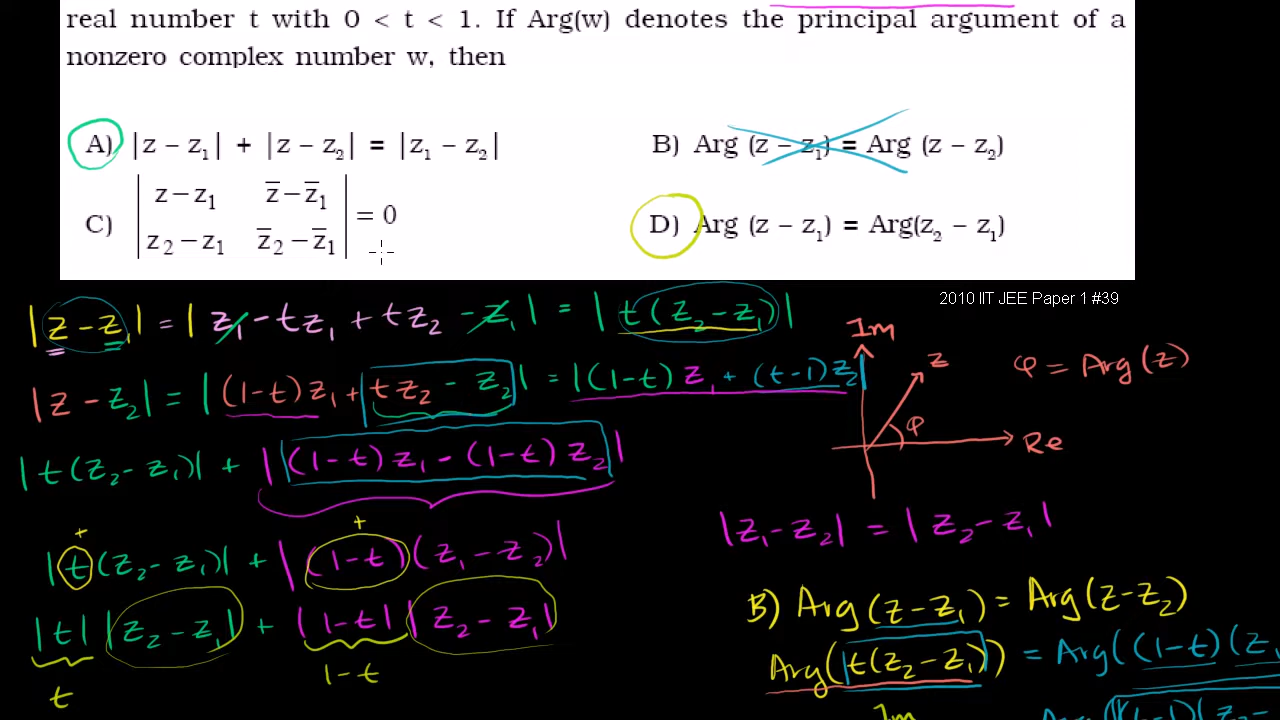 real number t with 0 < t < 1. If Arg(w) denotes the principal argument of a
nonzero complex number w, then
A) |z – z₁| + |z – z₂| = |z₁ – z₂|
B) Arg (z – z₁) = Arg (z – z₂)
C) | z – z₁  z̅ – z̅₁ |
| z₂ – z₁  z̅₂ – z̅₁ | = 0
D) Arg (z – z₁) = Arg(z₂ – z₁)
2010 IIT JEE Paper 1 #39
|z - z₁| = |z₁ - tz₁ + tz₂ - z₁| = |t(z₂ - z₁)|
|z - z₂| = |(1-t)z₁ + tz₂ - z₂| = |(1-t)z₁ + (t-1)z₂|
|t(z₂ - z₁)| + |(1-t)z₁ - (1-t)z₂|
+ +
|t(z₂ - z₁)| + |(1-t)(z₁ - z₂)|
|t||z₂ - z₁| + |1-t||z₂ - z₁|
t 1-t
Im
z
φ
Re
φ = Arg(z)
|z₁ - z₂| = |z₂ - z₁|
B) Arg(z - z₁) = Arg(z - z₂)
Arg(t(z₂ - z₁)) = Arg((1-t)(z₁
Im